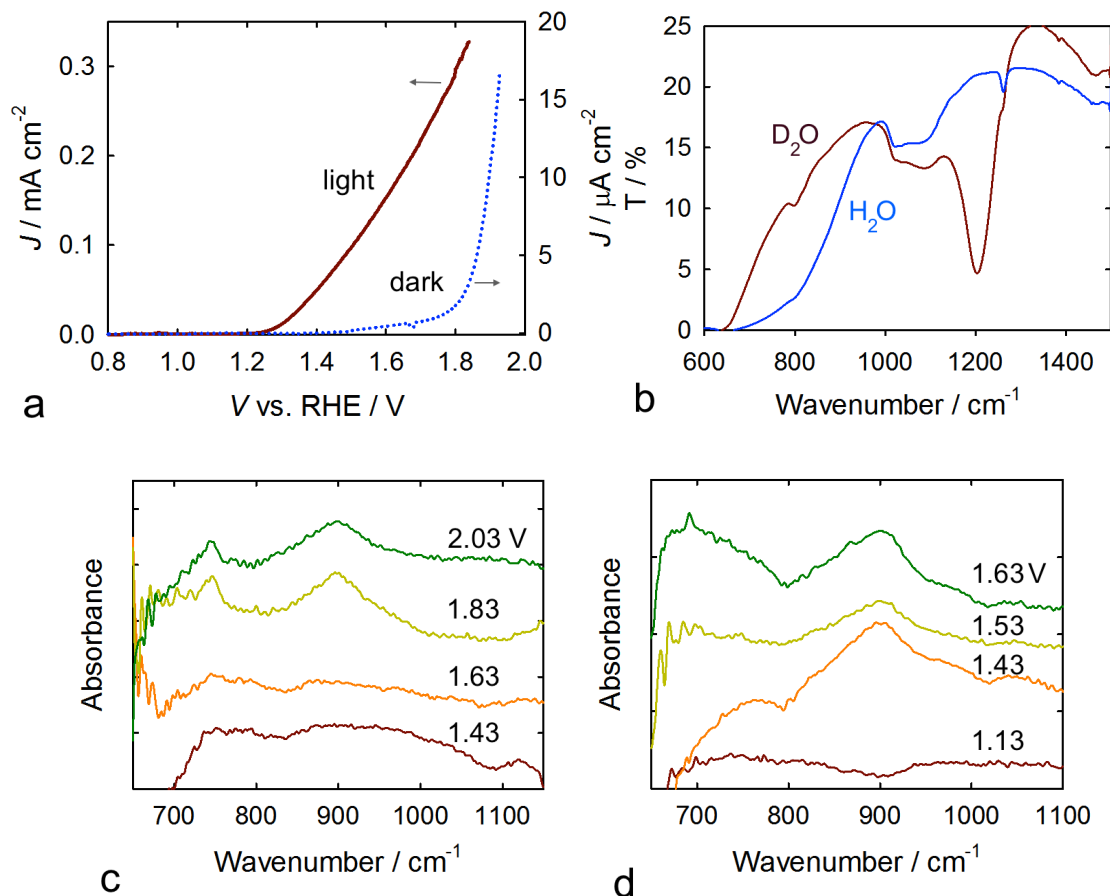 0.3
0.2
0.1
0.0
J / mA cm-2
light
dark
20
15
10
5
0
J / μA cm-2
0.8 1.0 1.2 1.4 1.6 1.8 2.0
V vs. RHE / V
a
25
20
15
10
5
0
T / %
D2O
H2O
600 800 1000 1200 1400
Wavenumber / cm-1
b
Absorbance
2.03 V
1.83
1.63
1.43
700 800 900 1000 1100
Wavenumber / cm-1
c
Absorbance
1.63 V
1.53
1.43
1.13
700 800 900 1000 1100
Wavenumber / cm-1
d